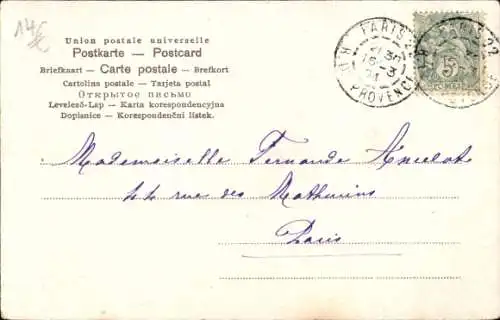 14
€
Union postale universelle
Postkarte — Postcard
Briefkaart — Carte postale — Brefkort
Cartolina postale — Tarjeta postal
Открытое письмо
Levelező-Lap — Karta korespondencyjna
Dopisnice — Korespondenční lístek.
PARIS
PROVENCE
5
Mademoiselle Fernande Ancelot
44 rue des Mathurins
Paris